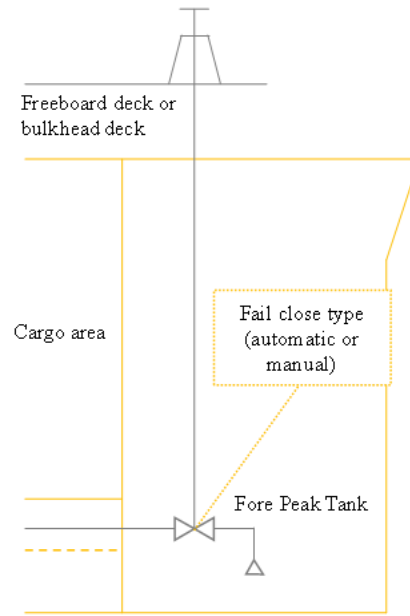 Freeboard deck or
bulkhead deck
Fail close type
(automatic or
manual)
Cargo area
Fore Peak Tank